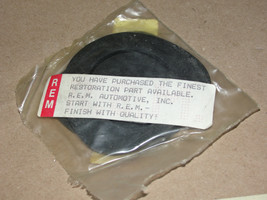 REM
YOU HAVE PURCHASED THE FINEST
RESTORATION PART AVAILABLE.
R.E.M. AUTOMOTIVE, INC.
START WITH R.E.M.-
FINISH WITH QUALITY!